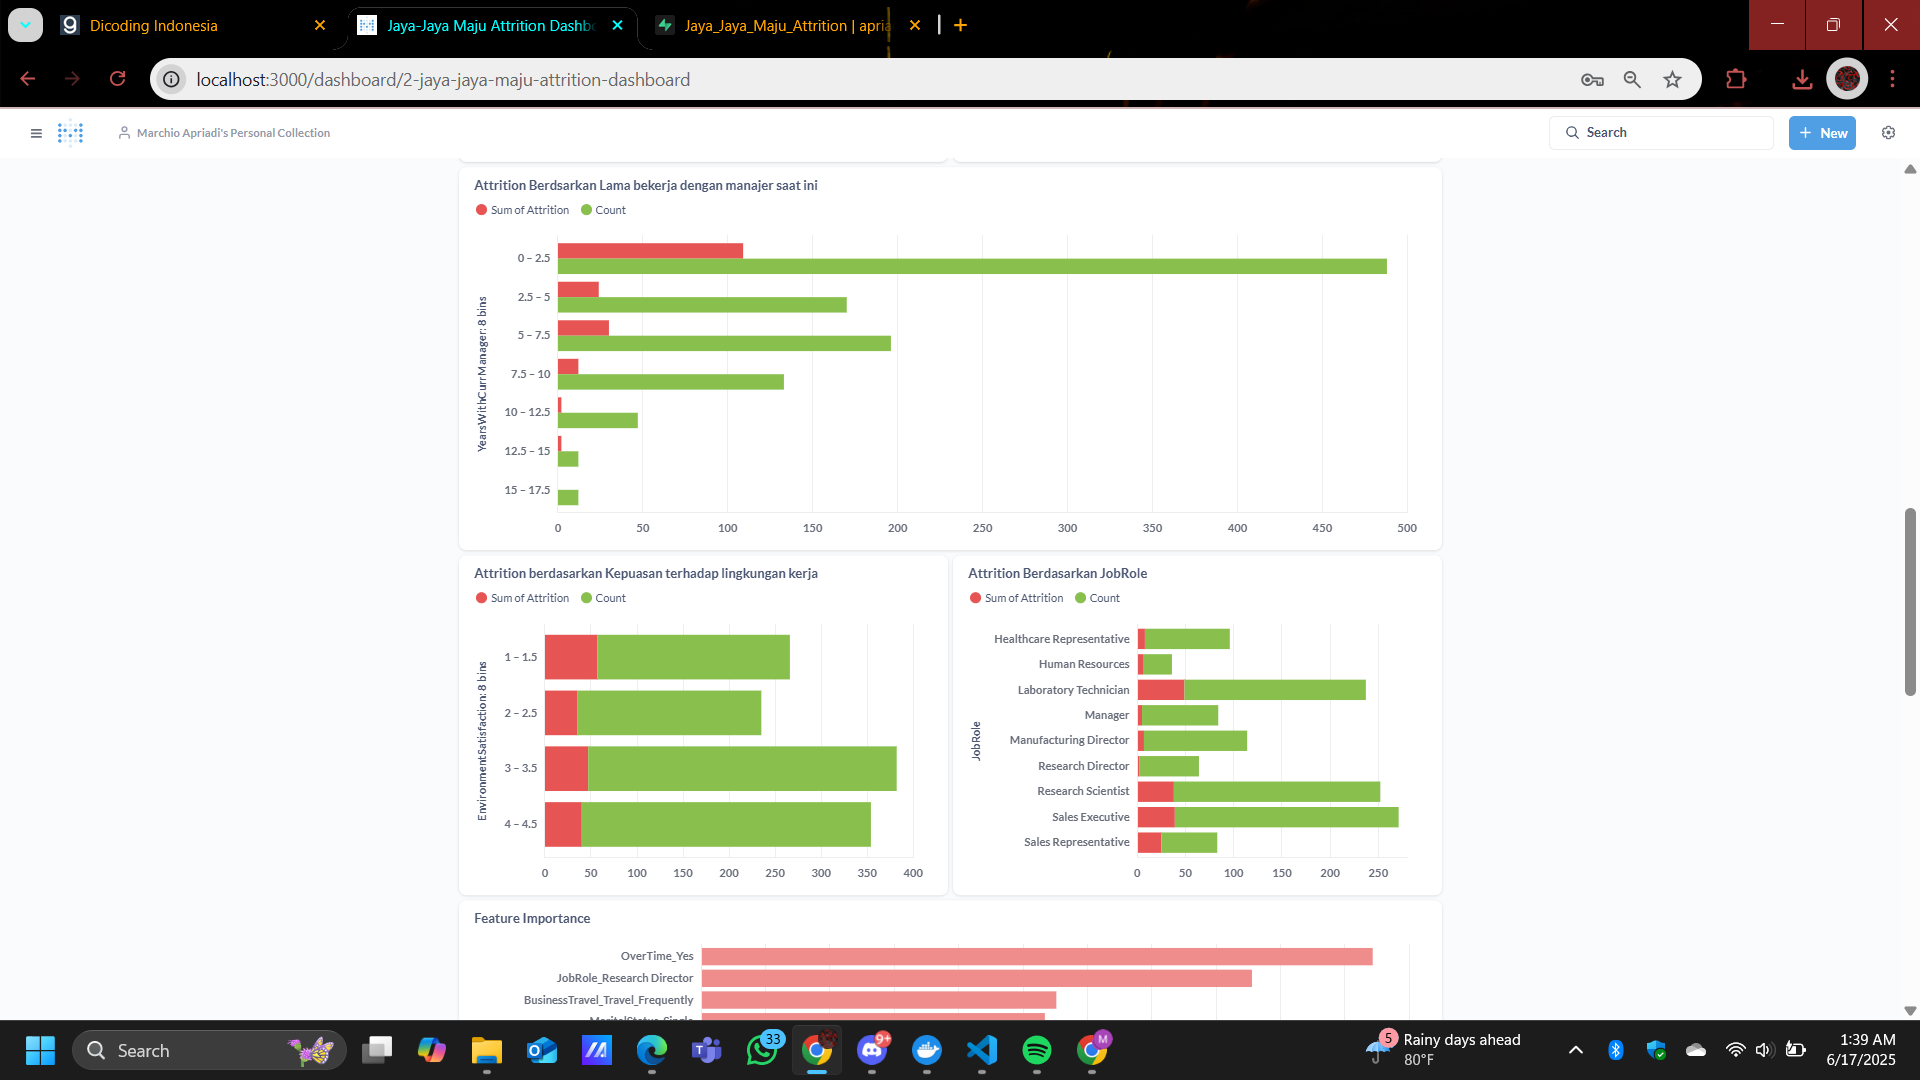 Dicoding Indonesia
Jaya-Jaya Maju Attrition Dashb
Jaya_Jaya_Maju_Attrition | apria
localhost:3000/dashboard/2-jaya-jaya-maju-attrition-dashboard
Marchio Apriadi's Personal Collection
Search
+ New
Attrition Berdsarkan Lama bekerja dengan manajer saat ini
Sum of Attrition Count
YearsWithCurrManager: 8 bins
0 – 2.5
2.5 – 5
5 – 7.5
7.5 – 10
10 – 12.5
12.5 – 15
15 – 17.5
0 50 100 150 200 250 300 350 400 450 500
Attrition berdasarkan Kepuasan terhadap lingkungan kerja
Sum of Attrition Count
EnvironmentSatisfaction: 8 bins
1 – 1.5
2 – 2.5
3 – 3.5
4 – 4.5
0 50 100 150 200 250 300 350 400
Attrition Berdasarkan JobRole
Sum of Attrition Count
JobRole
Healthcare Representative
Human Resources
Laboratory Technician
Manager
Manufacturing Director
Research Director
Research Scientist
Sales Executive
Sales Representative
0 50 100 150 200 250
Feature Importance
OverTime_Yes
JobRole_Research Director
BusinessTravel_Travel_Frequently
MaritalStatus_Single
Search
33
9+
M
5
Rainy days ahead
80°F
1:39 AM
6/17/2025